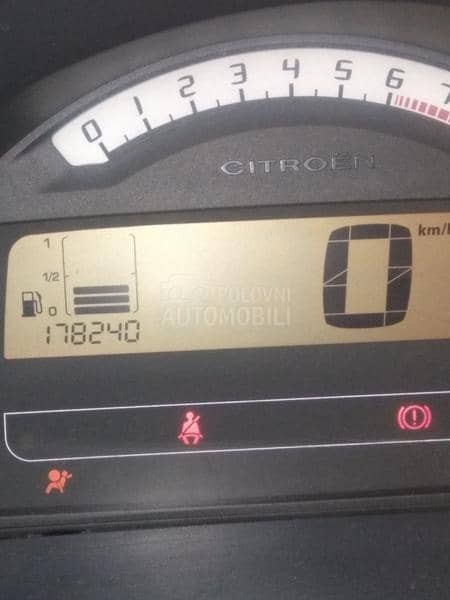 0 1 2 3 4 5 6 7
CITROËN
1
km/h
1/2
POLOVNI
0
AUTOMOBILI
178240
0